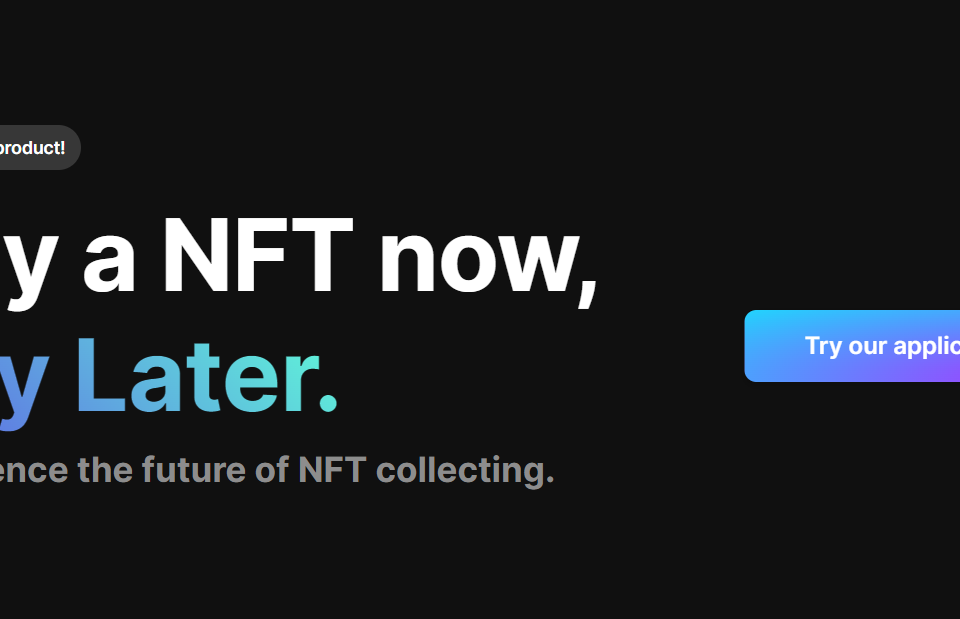 product!
y a NFT now,
y Later.
ence the future of NFT collecting.
Try our applic